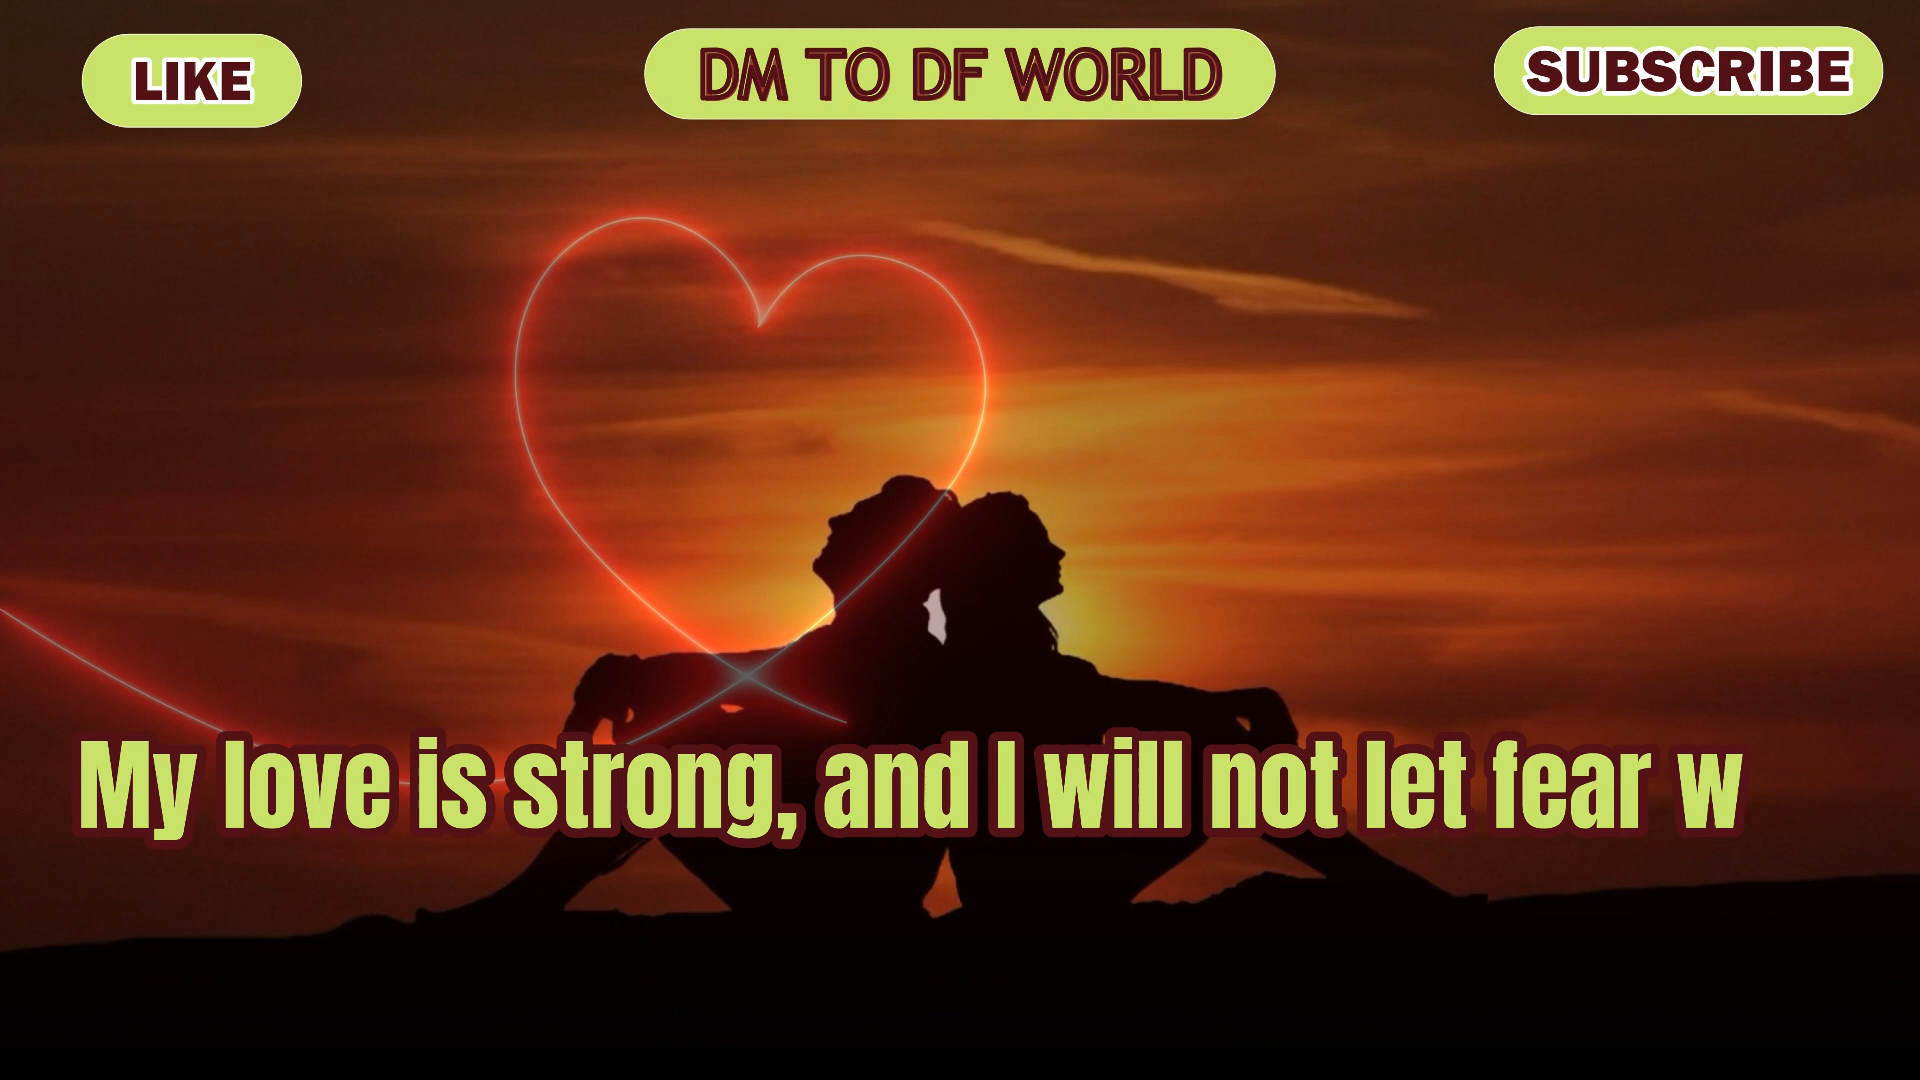 LIKE
DM TO DF WORLD
SUBSCRIBE
My love is strong, and I will not let fear w